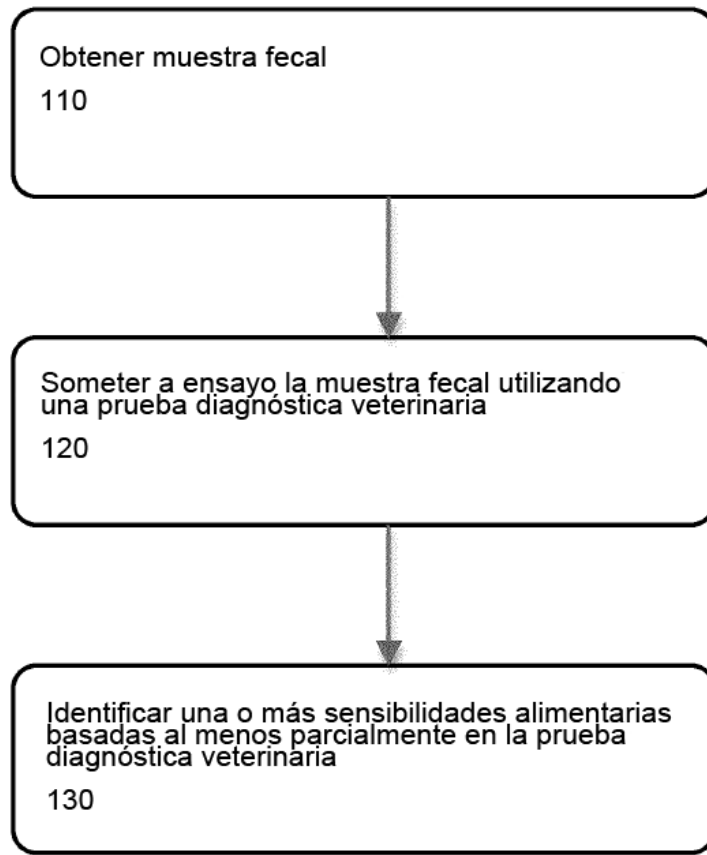 Obtener muestra fecal
110
Someter a ensayo la muestra fecal utilizando
una prueba diagnóstica veterinaria
120
Identificar una o más sensibilidades alimentarias
basadas al menos parcialmente en la prueba
diagnóstica veterinaria
130